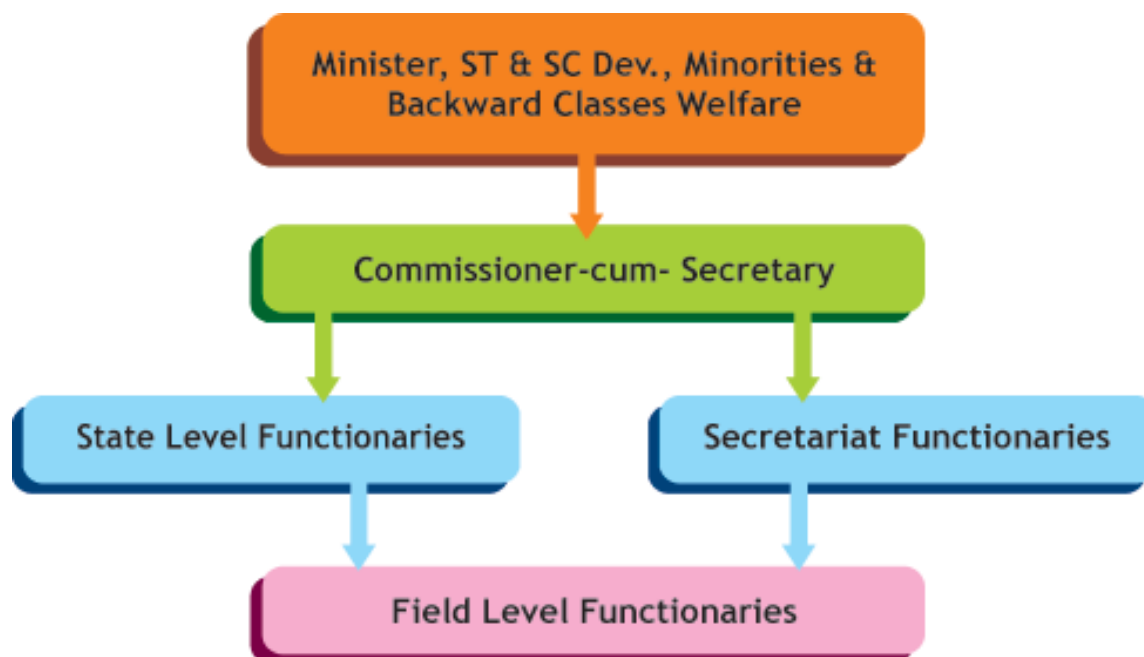 Minister, ST & SC Dev., Minorities &
Backward Classes Welfare
Commissioner-cum- Secretary
State Level Functionaries
Secretariat Functionaries
Field Level Functionaries